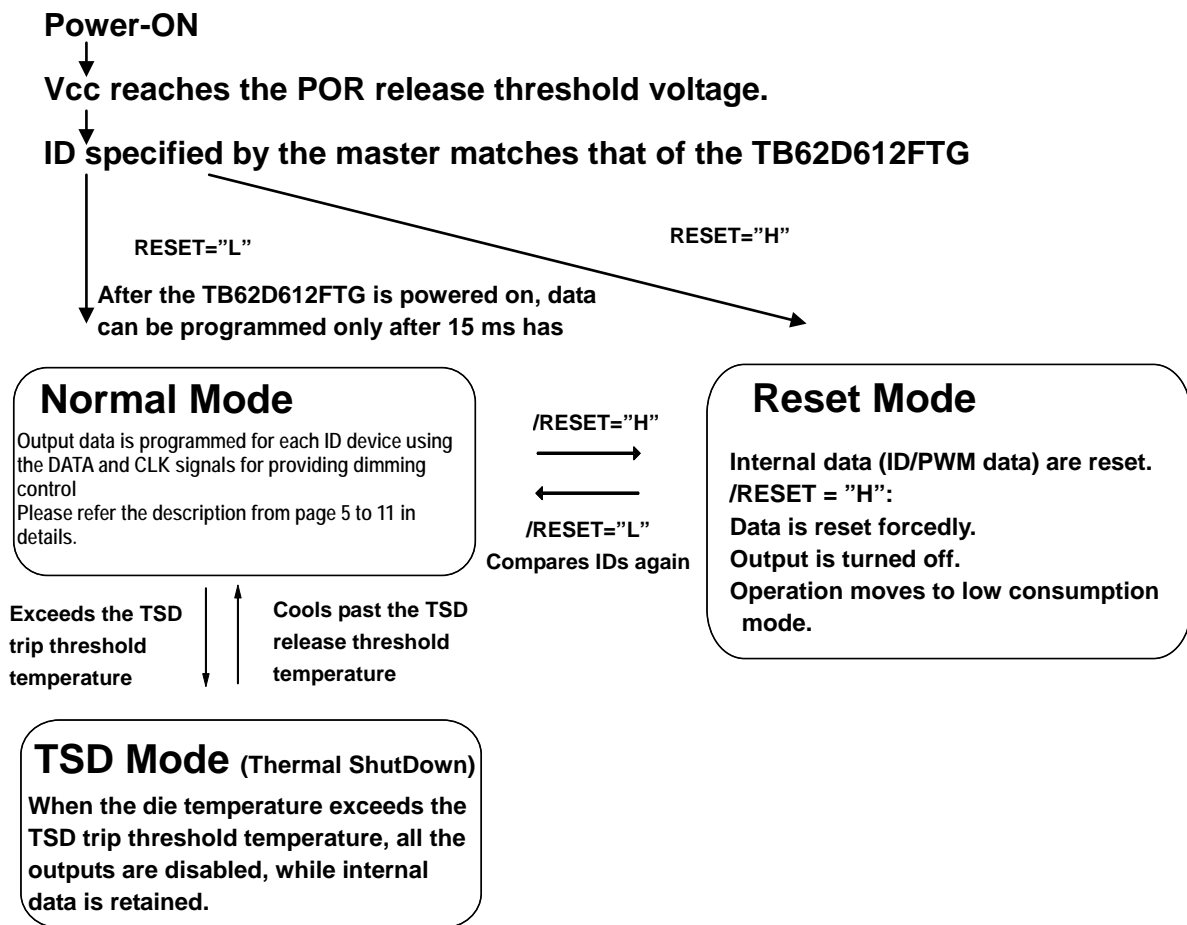 Power-ON
Vcc reaches the POR release threshold voltage.
ID specified by the master matches that of the TB62D612FTG
RESET=”L”
RESET=”H”
After the TB62D612FTG is powered on, data
can be programmed only after 15 ms has
Normal Mode
Output data is programmed for each ID device using
the DATA and CLK signals for providing dimming
control
Please refer the description from page 5 to 11 in
details.
/RESET=”H”
/RESET=”L”
Compares IDs again
Reset Mode
Internal data (ID/PWM data) are reset.
/RESET = ”H”:
Data is reset forcedly.
Output is turned off.
Operation moves to low consumption
mode.
Exceeds the TSD
trip threshold
temperature
Cools past the TSD
release threshold
temperature
TSD Mode (Thermal ShutDown)
When the die temperature exceeds the
TSD trip threshold temperature, all the
outputs are disabled, while internal
data is retained.